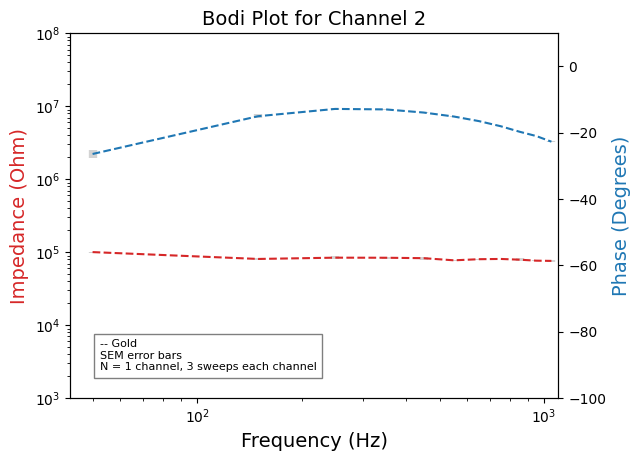 Bodi Plot for Channel 2
Impedance (Ohm)
10^8
10^7
10^6
10^5
10^4
10^3
0
−20
−40
−60
−80
−100
Phase (Degrees)
-- Gold
SEM error bars
N = 1 channel, 3 sweeps each channel
10^2
10^3
Frequency (Hz)